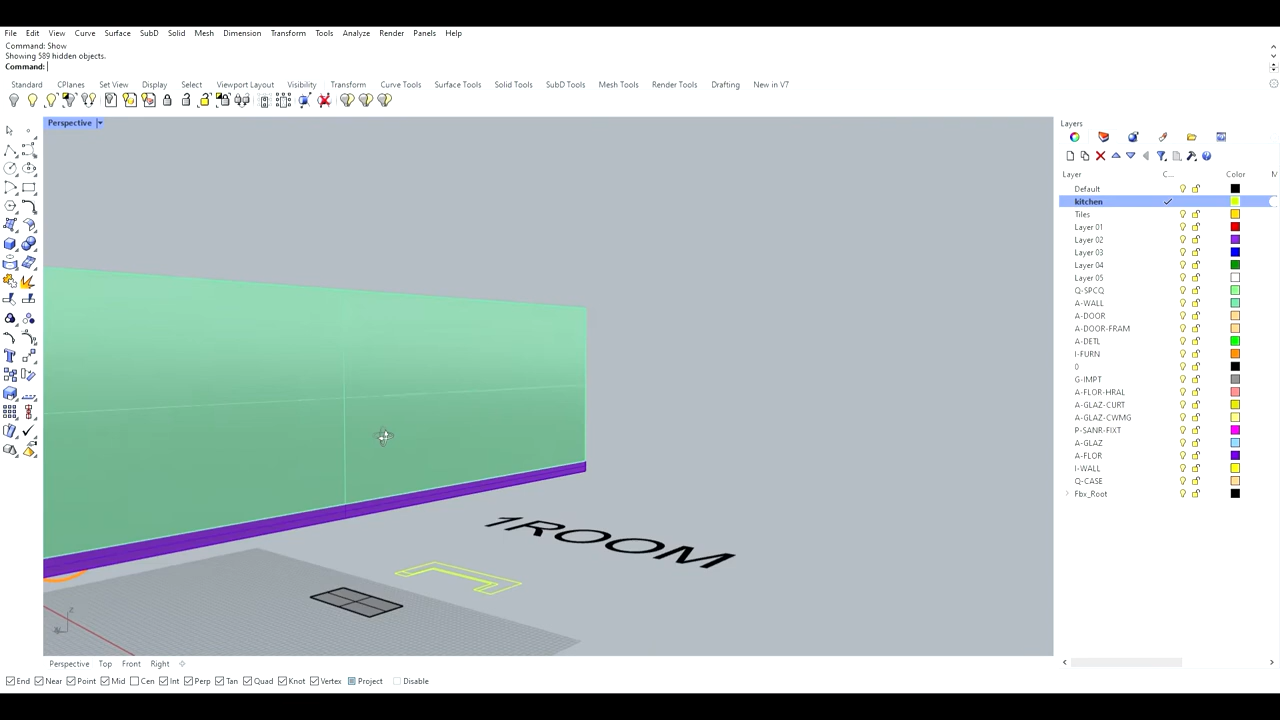 File Edit View Curve Surface SubD Solid Mesh Dimension Transform Tools Analyze Render Panels Help
Command: Show
Showing 589 hidden objects.
Command:
Standard CPlanes Set View Display Select Viewport Layout Visibility Transform Curve Tools Surface Tools Solid Tools SubD Tools Mesh Tools Render Tools Drafting New in V7
Perspective
Layers
Layer C... Color M
Default
kitchen
Tiles
Layer 01
Layer 02
Layer 03
Layer 04
Layer 05
Q-SPCQ
A-WALL
A-DOOR
A-DOOR-FRAM
A-DETL
I-FURN
0
G-IMPT
A-FLOR-HRAL
A-GLAZ-CURT
A-GLAZ-CWMG
P-SANR-FIXT
A-GLAZ
A-FLOR
I-WALL
Q-CASE
Fbx_Root
1ROOM
z
Perspective Top Front Right
End Near Point Mid Cen Int Perp Tan Quad Knot Vertex Project Disable